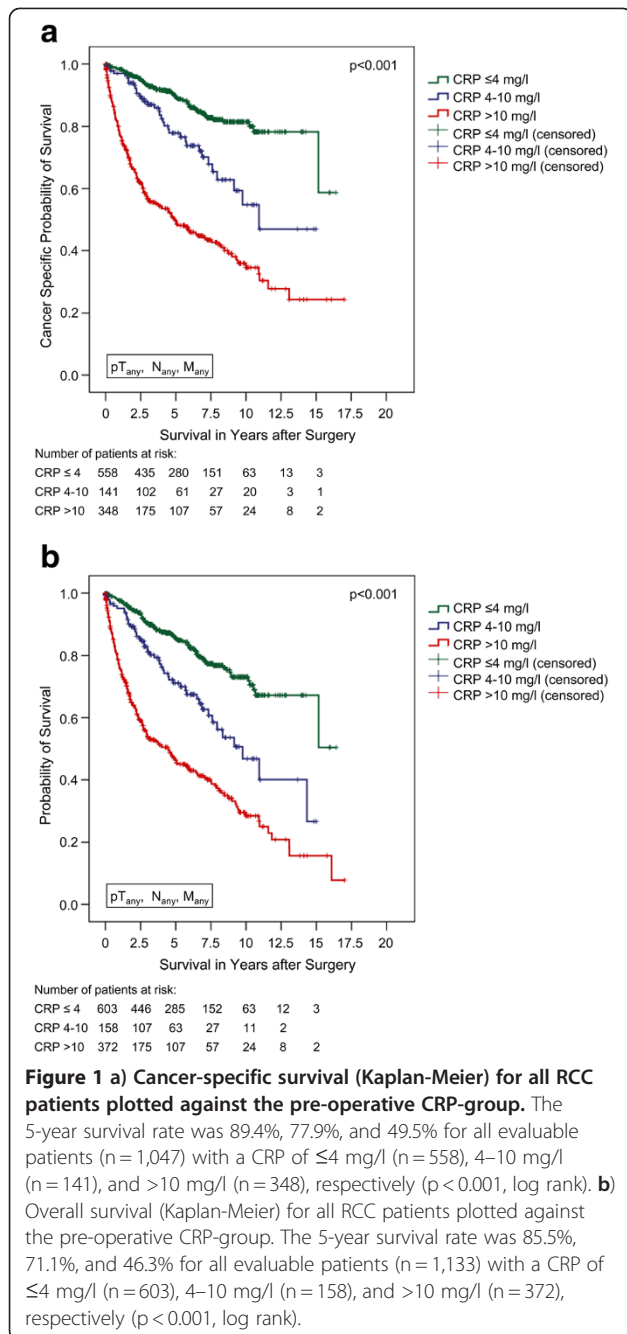 a
p<0.001
CRP ≤4 mg/l
CRP 4-10 mg/l
CRP >10 mg/l
CRP ≤4 mg/l (censored)
CRP 4-10 mg/l (censored)
CRP >10 mg/l (censored)
1.0
0.8
0.6
0.4
0.2
0.0
Cancer Specific Probability of Survival
pTany, Nany, Many
0 2.5 5 7.5 10 12.5 15 17.5 20
Survival in Years after Surgery
Number of patients at risk:
CRP ≤ 4 558 435 280 151 63 13 3
CRP 4-10 141 102 61 27 20 3 1
CRP >10 348 175 107 57 24 8 2
b
p<0.001
CRP ≤4 mg/l
CRP 4-10 mg/l
CRP >10 mg/l
CRP ≤4 mg/l (censored)
CRP 4-10 mg/l (censored)
CRP >10 mg/l (censored)
1.0
0.8
0.6
0.4
0.2
0.0
Probability of Survival
pTany, Nany, Many
0 2.5 5 7.5 10 12.5 15 17.5 20
Survival in Years after Surgery
Number of patients at risk:
CRP ≤ 4 603 446 285 152 63 12 3
CRP 4-10 158 107 63 27 11 2
CRP >10 372 175 107 57 24 8 2
Figure 1 a) Cancer-specific survival (Kaplan-Meier) for all RCC
patients plotted against the pre-operative CRP-group. The
5-year survival rate was 89.4%, 77.9%, and 49.5% for all evaluable
patients (n = 1,047) with a CRP of ≤4 mg/l (n = 558), 4–10 mg/l
(n = 141), and >10 mg/l (n = 348), respectively (p < 0.001, log rank). b)
Overall survival (Kaplan-Meier) for all RCC patients plotted against
the pre-operative CRP-group. The 5-year survival rate was 85.5%,
71.1%, and 46.3% for all evaluable patients (n = 1,133) with a CRP of
≤4 mg/l (n = 603), 4–10 mg/l (n = 158), and >10 mg/l (n = 372),
respectively (p < 0.001, log rank).